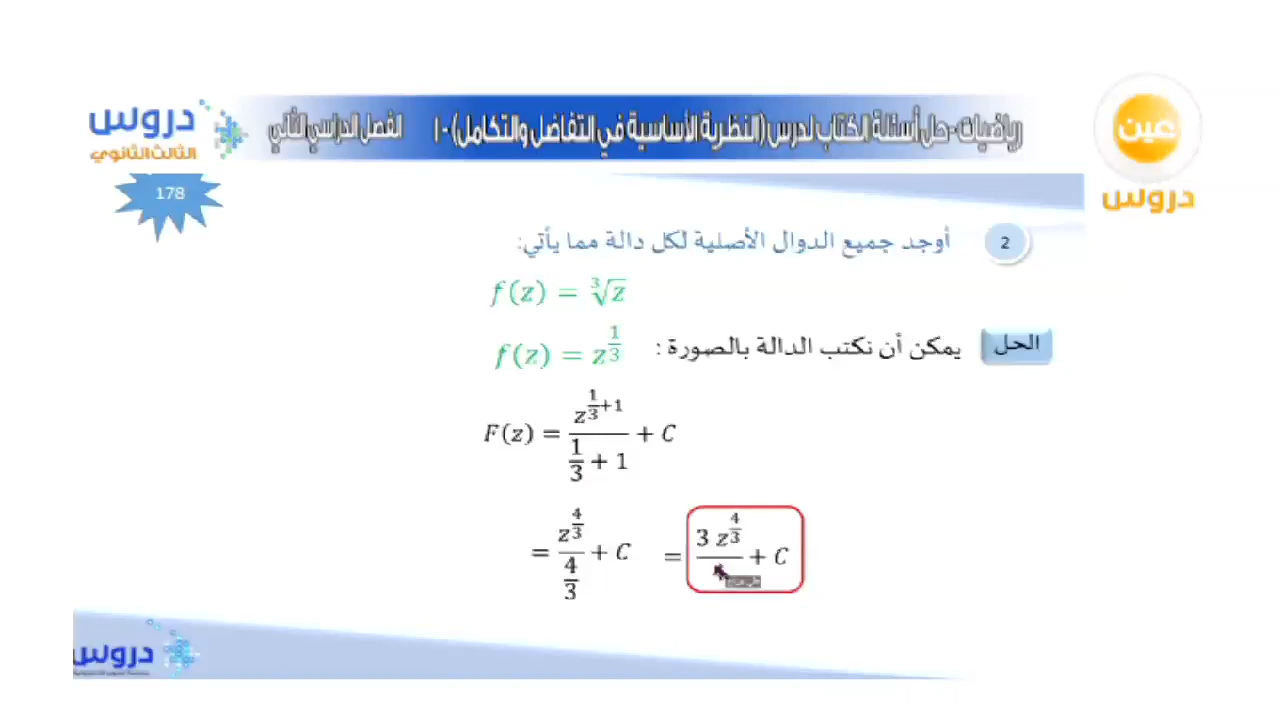 رياضيات - حل أسئلة الكتاب لدرس (النظرية الأساسية في التفاضل والتكامل) - ١ الفصل الدراسي الثاني
دروس
الثالث الثانوي
عين
دروس
178
2 أوجد جميع الدوال الأصلية لكل دالة مما يأتي:
f(z) = ∛z
الحل يمكن أن نكتب الدالة بالصورة : f(z) = z^(1/3)
F(z) = z^(1/3+1) / (1/3 + 1) + C
= z^(4/3) / (4/3) + C = 3 z^(4/3) / + C
دروس